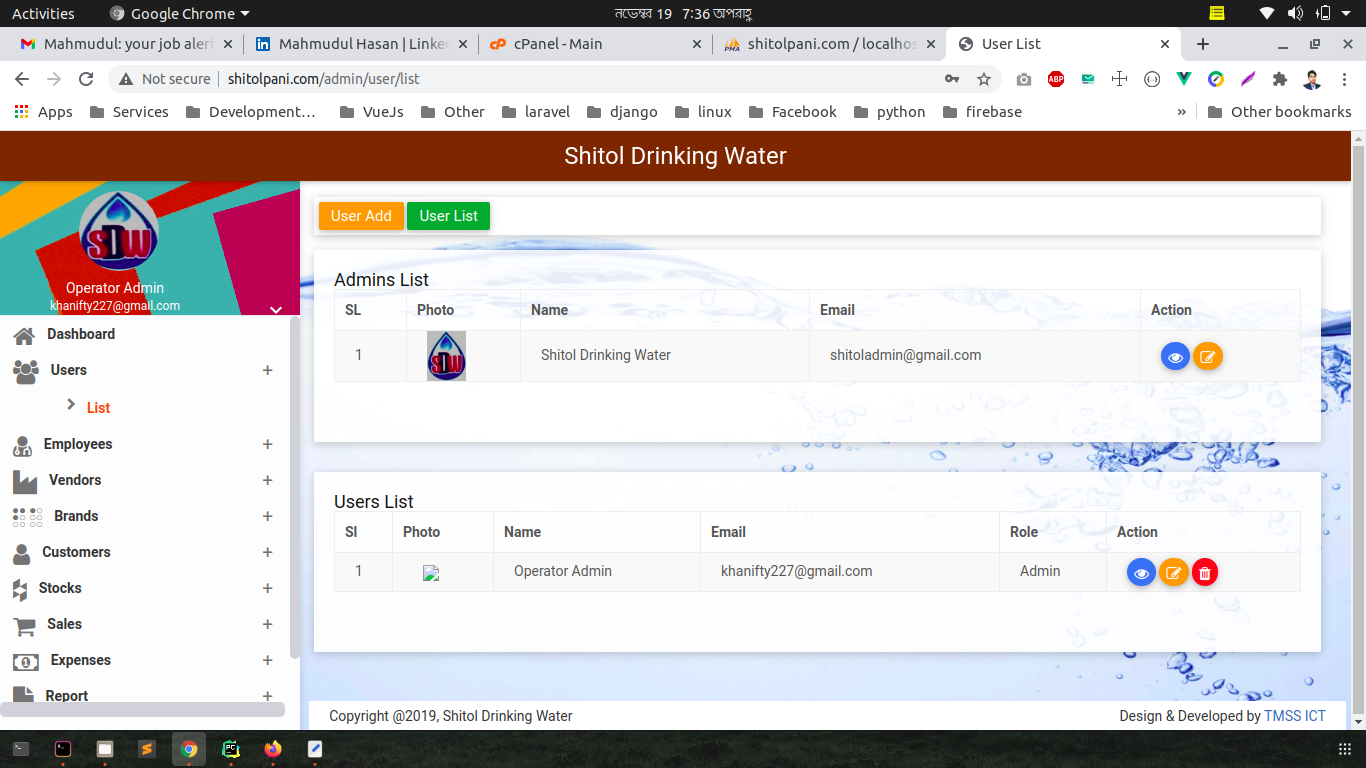 Activities Google Chrome নভেম্বর 19 7:36 অপরাহ্ণ
Mahmudul: your job alert Mahmudul Hasan | Linke cPanel - Main shitolpani.com / localhos User List
Not secure shitolpani.com/admin/user/list ABP
Apps Services Development… VueJs Other laravel django linux Facebook python firebase » Other bookmarks
Shitol Drinking Water
SDW
Operator Admin
khanifty227@gmail.com
Dashboard
Users +
List
Employees +
Vendors +
Brands +
Customers +
Stocks +
Sales +
Expenses +
Report +
User Add User List
Admins List
SL Photo Name Email Action
1 SDW Shitol Drinking Water shitoladmin@gmail.com
Users List
Sl Photo Name Email Role Action
1 Operator Admin khanifty227@gmail.com Admin
Copyright @2019, Shitol Drinking Water Design & Developed by TMSS ICT